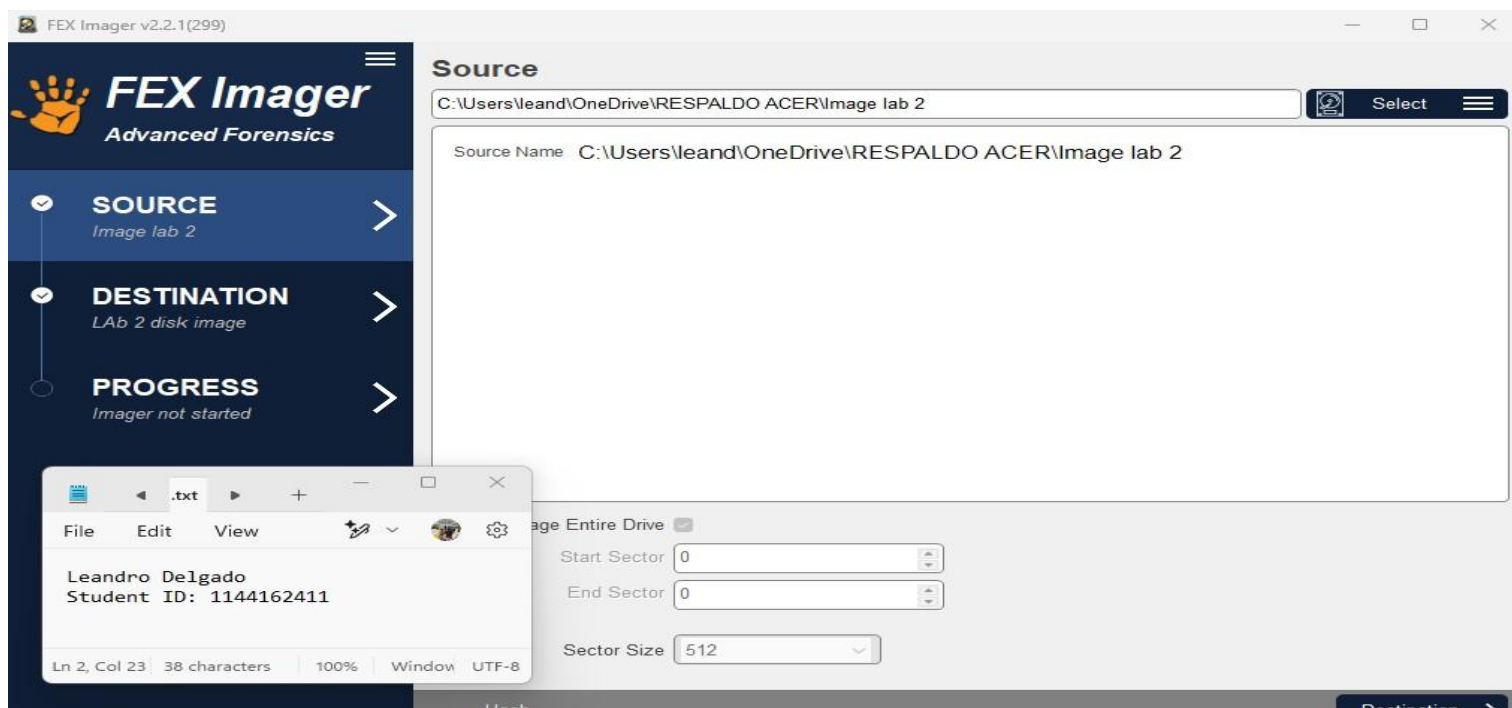 FEX Imager v2.2.1(299)
FEX Imager
Advanced Forensics
SOURCE
Image lab 2
DESTINATION
LAb 2 disk image
PROGRESS
Imager not started
Source
C:\Users\leand\OneDrive\RESPALDO ACER\Image lab 2
Select
Source Name C:\Users\leand\OneDrive\RESPALDO ACER\Image lab 2
age Entire Drive
Start Sector 0
End Sector 0
Sector Size 512
Destination
.txt
File Edit View
Leandro Delgado
Student ID: 1144162411
Ln 2, Col 23 38 characters 100% Window UTF-8